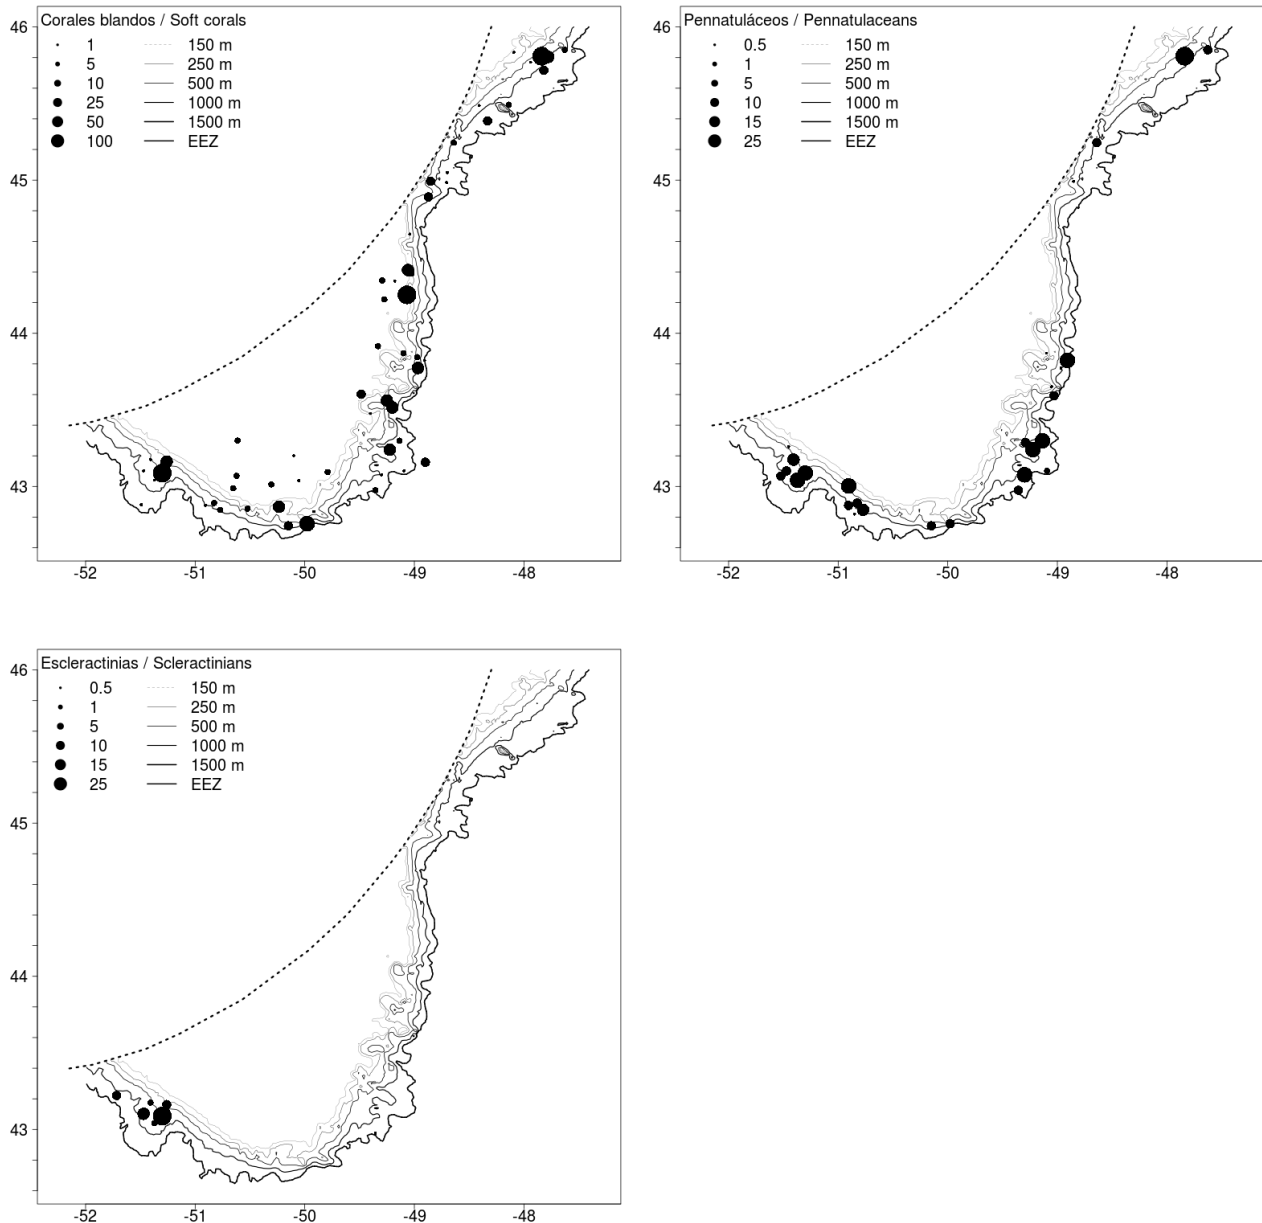 Corales blandos / Soft corals
1 150 m
5 250 m
10 500 m
25 1000 m
50 1500 m
100 EEZ
46
45
44
43
-52 -51 -50 -49 -48
Pennatuláceos / Pennatulaceans
0.5 150 m
1 250 m
5 500 m
10 1000 m
15 1500 m
25 EEZ
46
45
44
43
-52 -51 -50 -49 -48
Escleractinias / Scleractinians
0.5 150 m
1 250 m
5 500 m
10 1000 m
15 1500 m
25 EEZ
46
45
44
43
-52 -51 -50 -49 -48